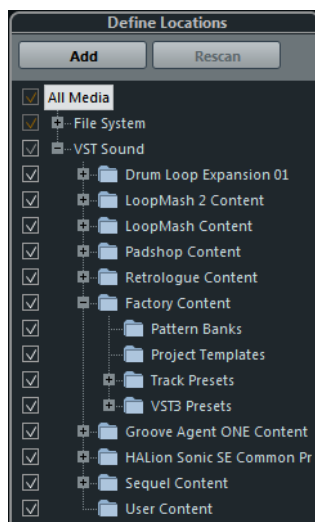 Define Locations
Add Rescan
All Media
File System
VST Sound
Drum Loop Expansion 01
LoopMash 2 Content
LoopMash Content
Padshop Content
Retrologue Content
Factory Content
Pattern Banks
Project Templates
Track Presets
VST3 Presets
Groove Agent ONE Content
HALion Sonic SE Common Pr
Sequel Content
User Content